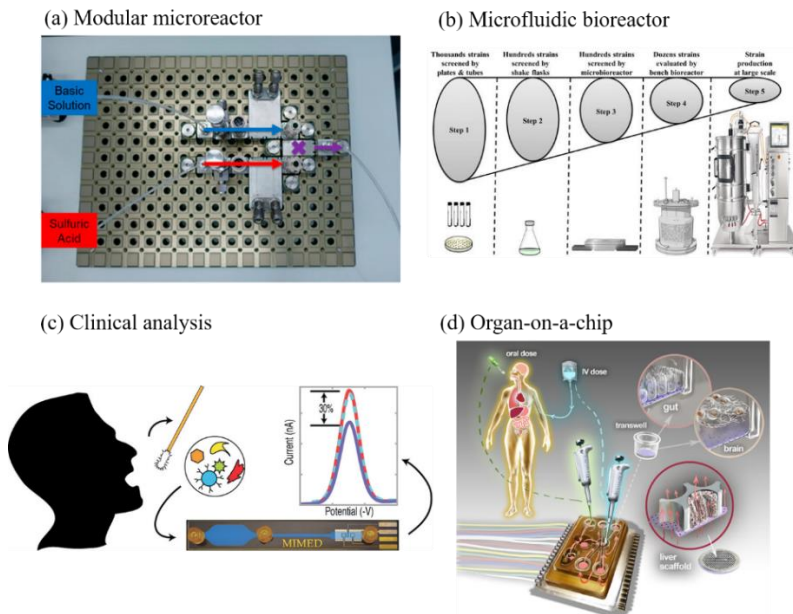 (a) Modular microreactor
Basic
Solution
Sulfuric
Acid
(b) Microfluidic bioreactor
Thousands strains
screened by
plates & tubes
Hundreds strains
screened by
shake flasks
Hundreds strains
screened by
microbioreactor
Dozens strains
evaluated by
bench bioreactor
Strain
production
at large scale
Step 1
Step 2
Step 3
Step 4
Step 5
(c) Clinical analysis
30%
Current (nA)
Potential (-V)
MIMED
(d) Organ-on-a-chip
oral dose
IV dose
transwell
gut
brain
liver
scaffold